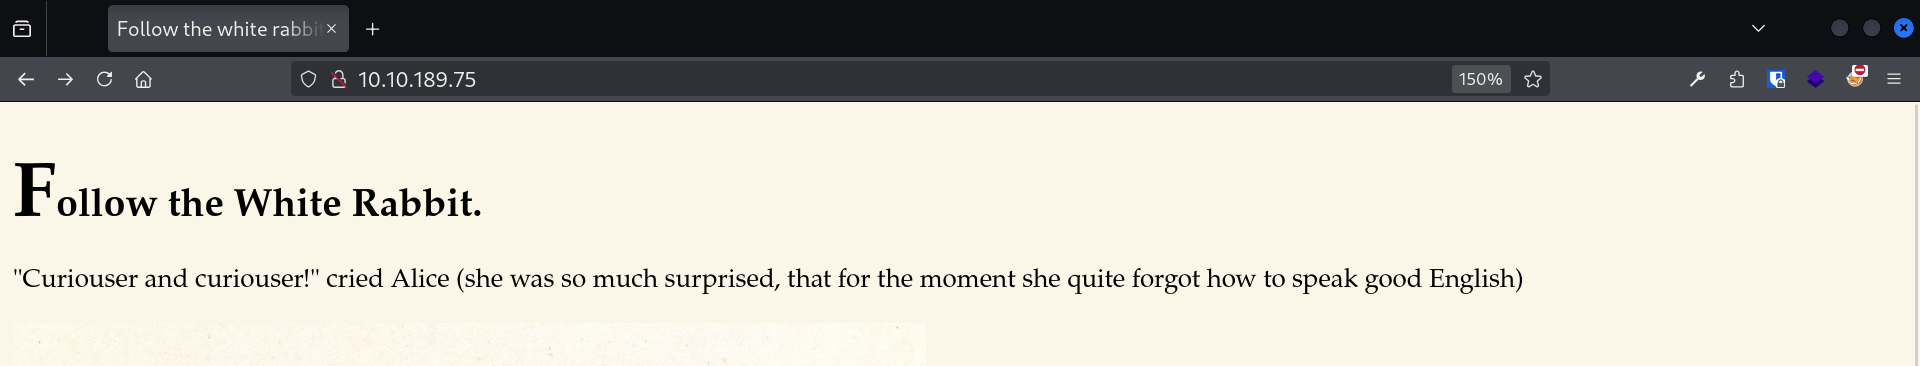 Follow the white rabbit
10.10.189.75
150%
Follow the White Rabbit.
"Curiouser and curiouser!" cried Alice (she was so much surprised, that for the moment she quite forgot how to speak good English)